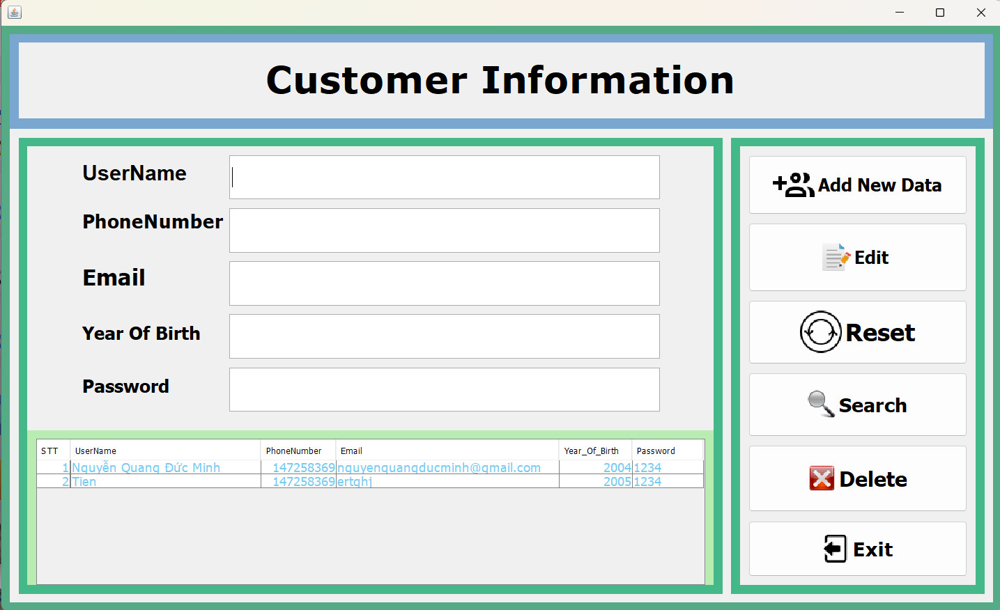 Customer Information
UserName
PhoneNumber
Email
Year Of Birth
Password
STT UserName PhoneNumber Email Year_Of_Birth Password
1 Nguyễn Quang Đức Minh 147258369 nguyenquangducminh@gmail.com 2004 1234
2 Tien 147258369 ertghj 2005 1234
Add New Data
Edit
Reset
Search
Delete
Exit